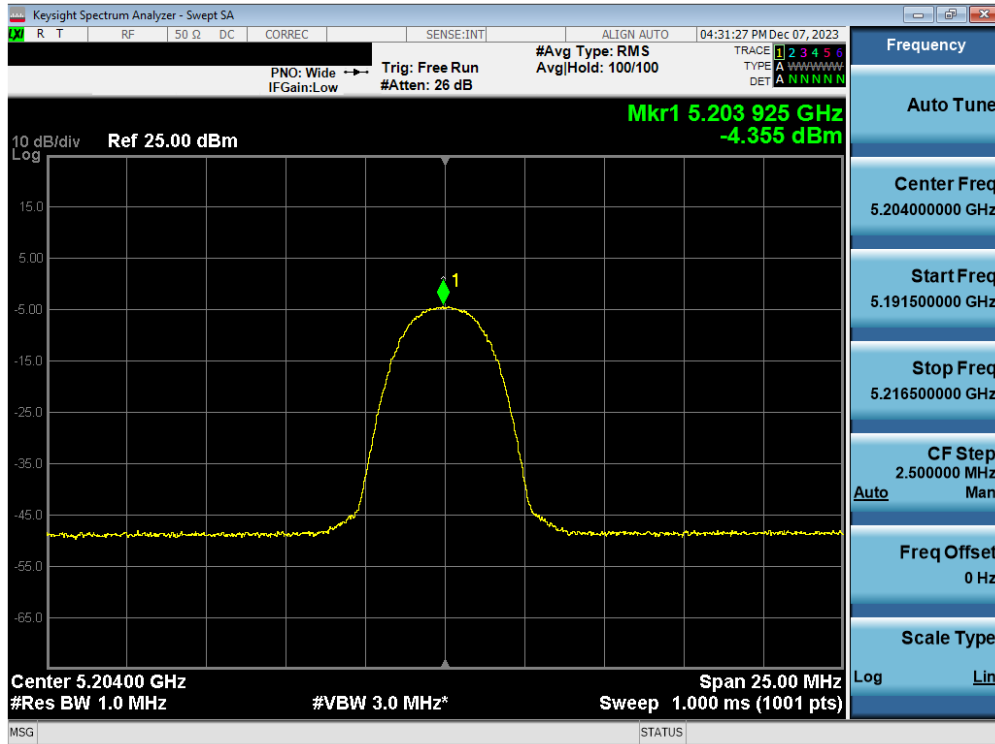 Keysight Spectrum Analyzer - Swept SA
LXI R T RF 50 Ω DC CORREC SENSE:INT ALIGN AUTO 04:31:27 PM Dec 07, 2023
PNO: Wide
IFGain:Low
Trig: Free Run
#Atten: 26 dB
#Avg Type: RMS
Avg|Hold: 100/100
TRACE 1 2 3 4 5 6
TYPE A WWWWW
DET A N N N N N
Mkr1 5.203 925 GHz
-4.355 dBm
10 dB/div Ref 25.00 dBm
Log
15.0
5.00
-5.00
-15.0
-25.0
-35.0
-45.0
-55.0
-65.0
1
Center 5.20400 GHz Span 25.00 MHz
#Res BW 1.0 MHz #VBW 3.0 MHz* Sweep 1.000 ms (1001 pts)
MSG STATUS
Frequency
Auto Tune
Center Freq
5.204000000 GHz
Start Freq
5.191500000 GHz
Stop Freq
5.216500000 GHz
CF Step
2.500000 MHz
Auto Man
Freq Offset
0 Hz
Scale Type
Log Lin